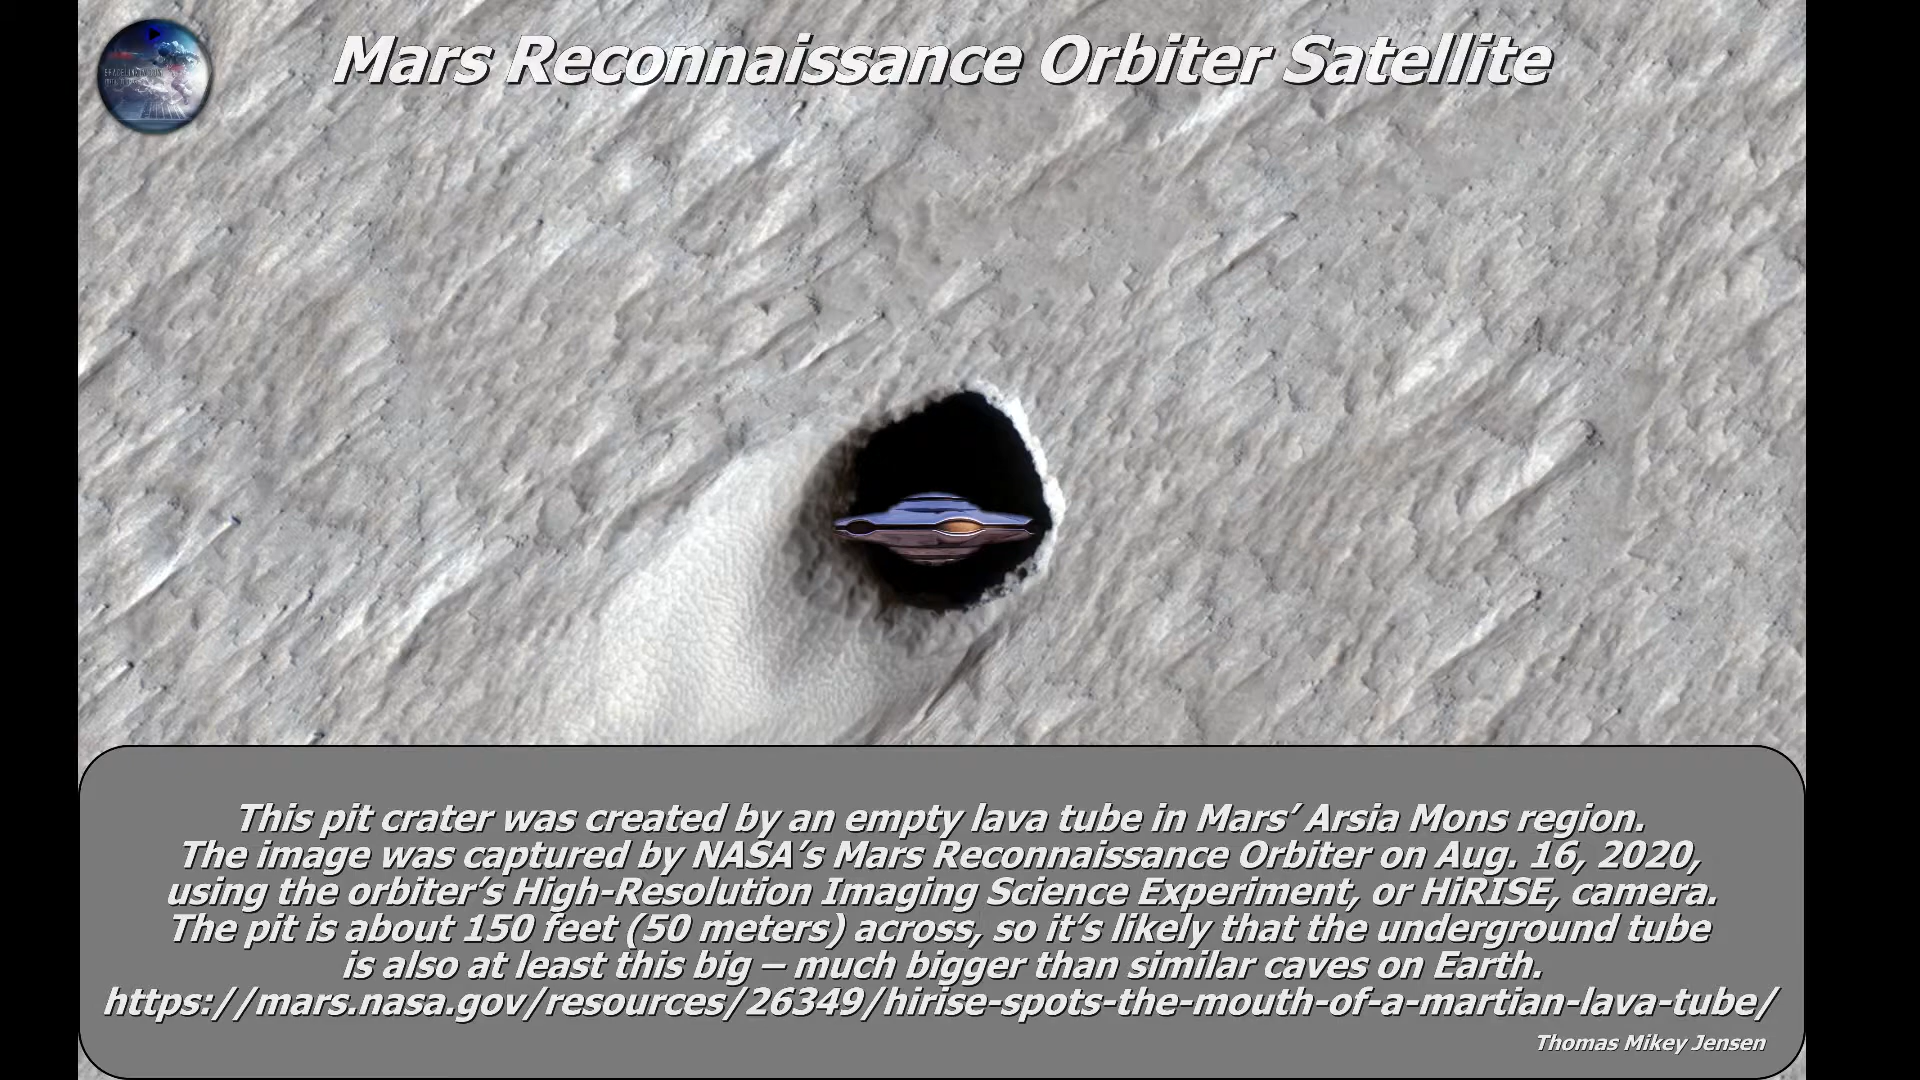 Mars Reconnaissance Orbiter Satellite
This pit crater was created by an empty lava tube in Mars’ Arsia Mons region.
The image was captured by NASA’s Mars Reconnaissance Orbiter on Aug. 16, 2020,
using the orbiter’s High-Resolution Imaging Science Experiment, or HiRISE, camera.
The pit is about 150 feet (50 meters) across, so it’s likely that the underground tube
is also at least this big – much bigger than similar caves on Earth.
https://mars.nasa.gov/resources/26349/hirise-spots-the-mouth-of-a-martian-lava-tube/
Thomas Mikey Jensen